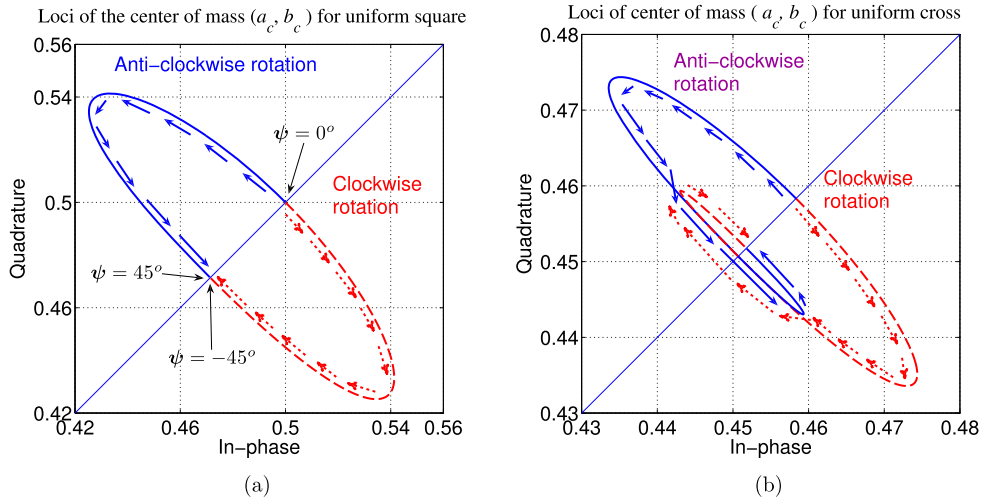 Loci of the center of mass (a_c, b_c) for uniform square
0.56
Anti−clockwise rotation
0.54
ψ = 0°
Clockwise
rotation
0.5
Quadrature
ψ = 45°
0.46
ψ = −45°
0.42
0.42 0.46 0.5 0.54 0.56
In−phase
(a)
Loci of center of mass ( a_c, b_c ) for uniform cross
0.48
Anti−clockwise
rotation
0.47
Clockwise
rotation
0.46
Quadrature
0.45
0.44
0.43
0.43 0.44 0.45 0.46 0.47 0.48
In−phase
(b)